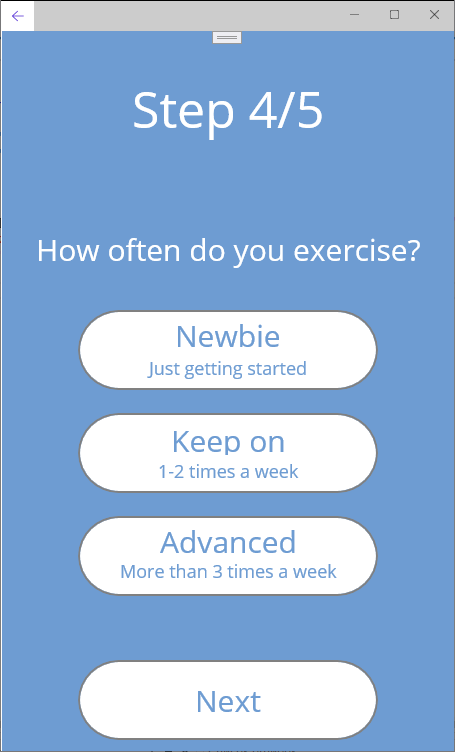 Step 4/5
How often do you exercise?
Newbie
Just getting started
Keep on
1-2 times a week
Advanced
More than 3 times a week
Next